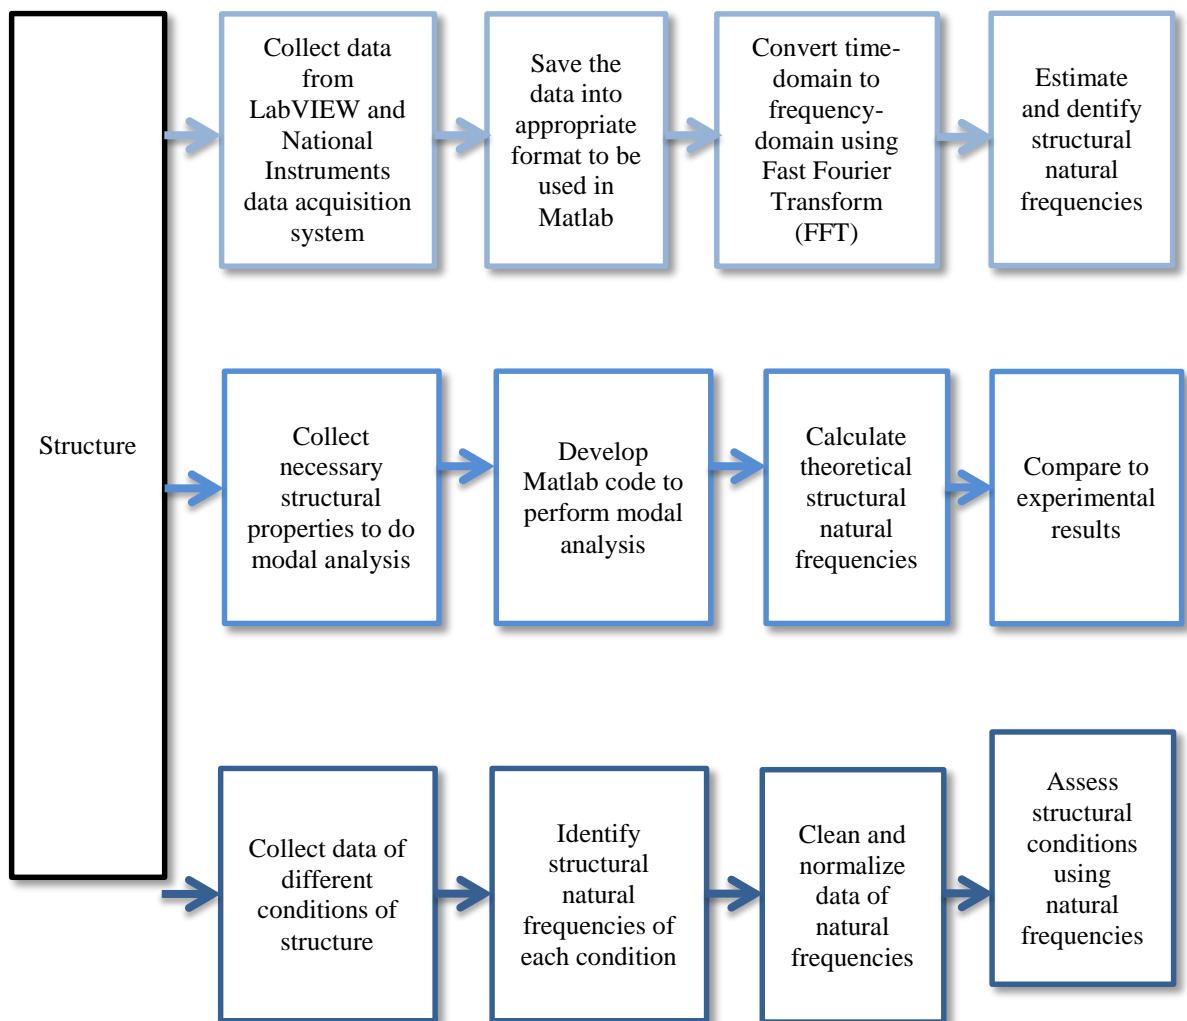 Structure
Collect data
from
LabVIEW and
National
Instruments
data acquisition
system
Save the
data into
appropriate
format to be
used in
Matlab
Convert time-
domain to
frequency-
domain using
Fast Fourier
Transform
(FFT)
Estimate
and dentify
structural
natural
frequencies
Collect
necessary
structural
properties to do
modal analysis
Develop
Matlab code to
perform modal
analysis
Calculate
theoretical
structural
natural
frequencies
Compare to
experimental
results
Collect data of
different
conditions of
structure
Identify
structural
natural
frequencies of
each condition
Clean and
normalize
data of
natural
frequencies
Assess
structural
conditions
using
natural
frequencies